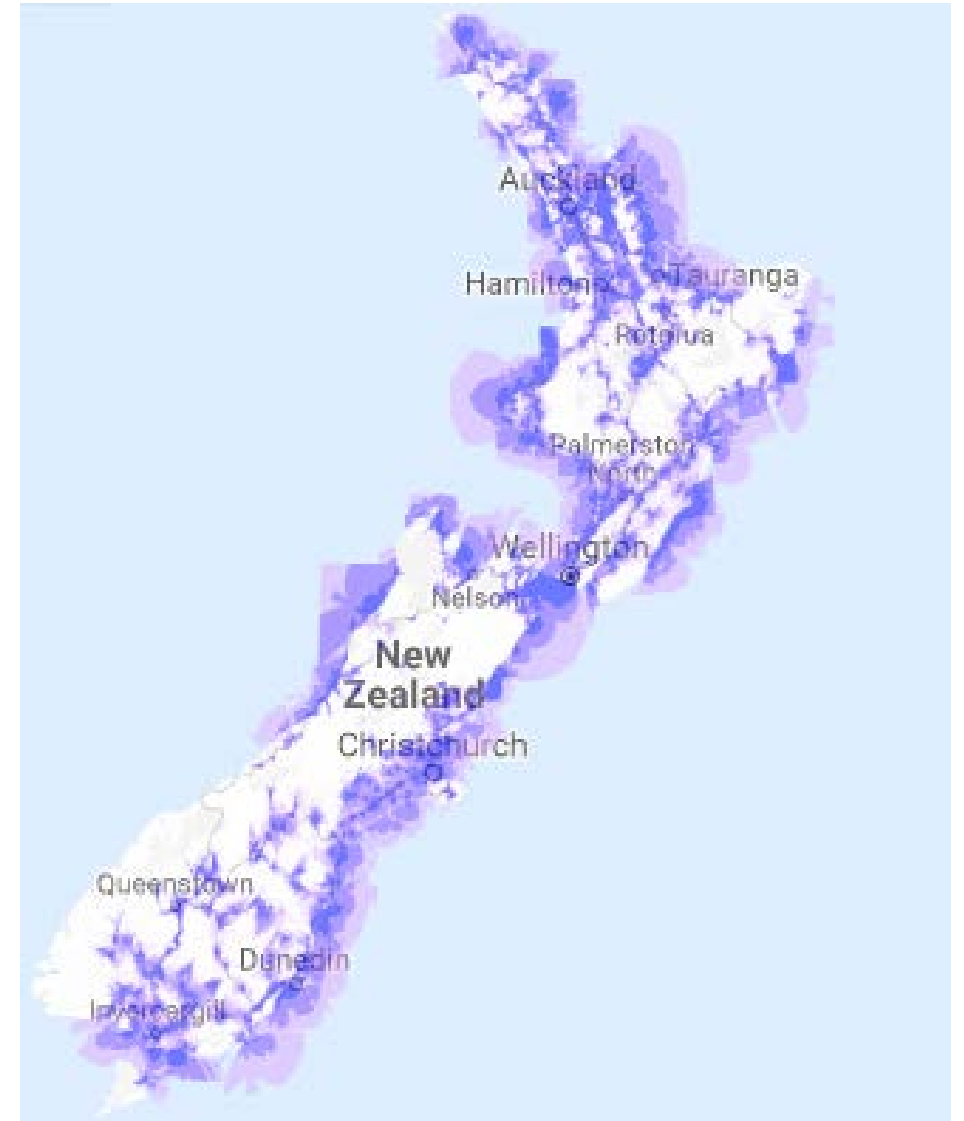 Auckland
Hamilton
Tauranga
Rotorua
Palmerston
North
Wellington
Nelson
New
Zealand
Christchurch
Queenstown
Dunedin
Invercargill